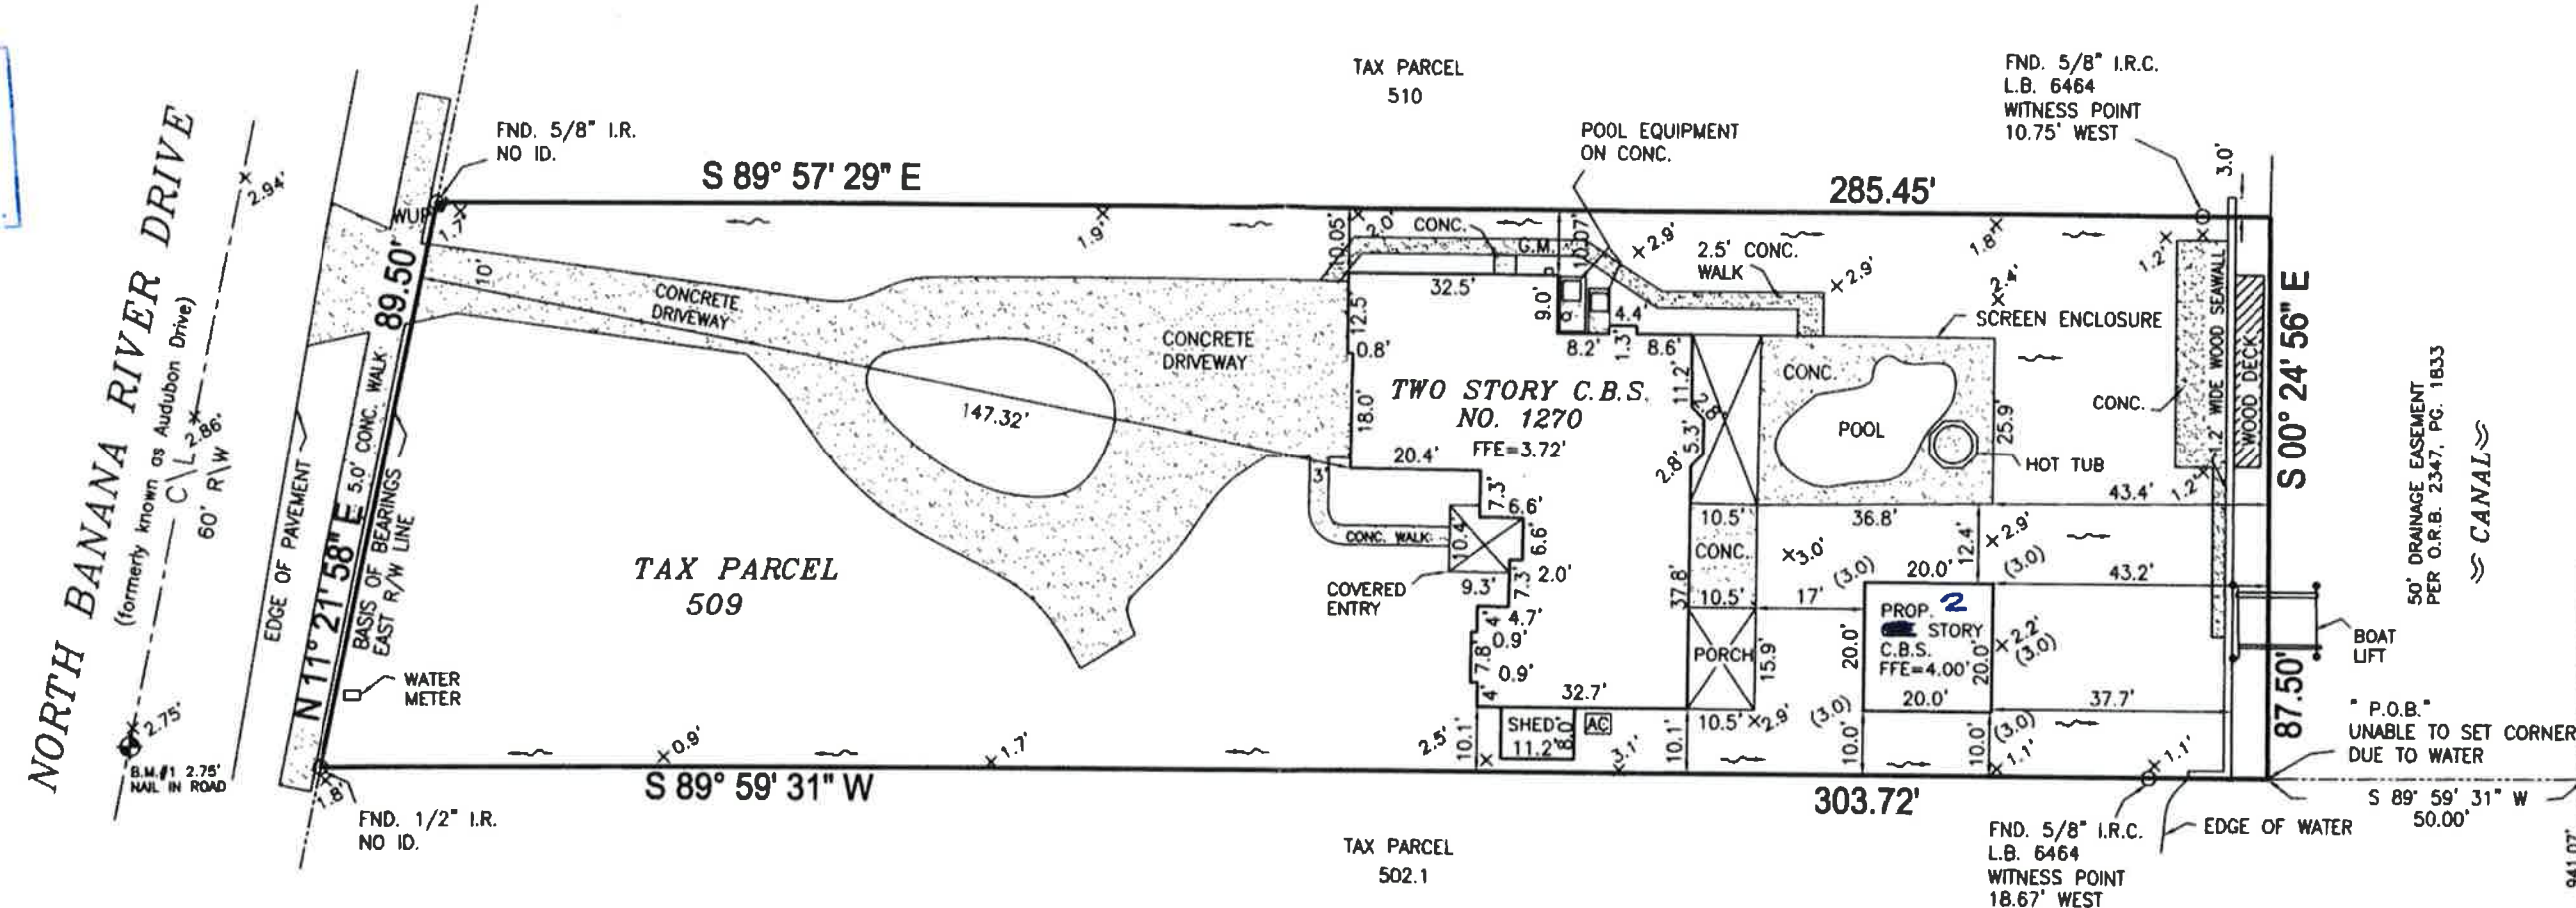 TAX PARCEL
510
FND. 5/8" I.R.C.
L.B. 6464
WITNESS POINT
10.75' WEST
FND. 5/8" I.R.
NO ID.
POOL EQUIPMENT
ON CONC.
3.0'
S 89° 57' 29" E
285.45'
NORTH BANANA RIVER DRIVE
(formerly known as Audubon Drive)
C\L
60' R\W
2.94'
2.86'
2.75'
B.M.#1 2.75'
NAIL IN ROAD
EDGE OF PAVEMENT
N 11° 21' 58" E
89.50'
5.0' CONC. WALK
BASIS OF BEARINGS
EAST R/W LINE
WUP
1.7'
10'
1.9'
10.05'
2.0'
CONC.
G.M.
10.07'
2.9'
2.5' CONC.
WALK
2.9'
1.8'
2.4'
1.2'
CONCRETE
DRIVEWAY
CONCRETE
DRIVEWAY
147.32'
32.5'
12.5'
0.8'
18.0'
9.0'
4.4'
8.2'
1.3'
8.6'
TWO STORY C.B.S.
NO. 1270
FFE=3.72'
20.4'
11.2'
2.8'
5.3'
2.8'
CONC.
POOL
SCREEN ENCLOSURE
25.9'
HOT TUB
CONC.
1.2' WIDE WOOD SEAWALL
WOOD DECK
S 00° 24' 56" E
87.50'
50' DRAINAGE EASEMENT
PER O.R.B. 2347, PG. 1833
CANAL
1.2'
43.4'
3'
7.3'
6.6'
10.4'
6.6'
CONC. WALK
COVERED
ENTRY
9.3'
7.3'
2.0'
4'
4.7'
0.9'
7.8'
0.9'
4'
32.7'
37.8'
10.5'
36.8'
CONC.
10.5'
17'
3.0'
(3.0)
20.0'
12.4'
2.9'
(3.0)
43.2'
PORCH
15.9'
20.0'
PROP. 2
STORY
C.B.S.
FFE=4.00'
20.0'
2.2'
(3.0)
20.0'
37.7'
BOAT
LIFT
TAX PARCEL
509
WATER
METER
SHED
11.2'
8.0'
AC
10.5'
2.9'
(3.0)
(3.0)
2.5'
10.1'
3.1'
10.1'
10.0'
10.0'
1.1'
1.1'
" P.O.B."
UNABLE TO SET CORNER
DUE TO WATER
1.8'
0.9'
1.7'
S 89° 59' 31" W
303.72'
S 89° 59' 31" W
50.00'
FND. 1/2" I.R.
NO ID.
TAX PARCEL
502.1
FND. 5/8" I.R.C.
L.B. 6464
WITNESS POINT
18.67' WEST
EDGE OF WATER
941.07'